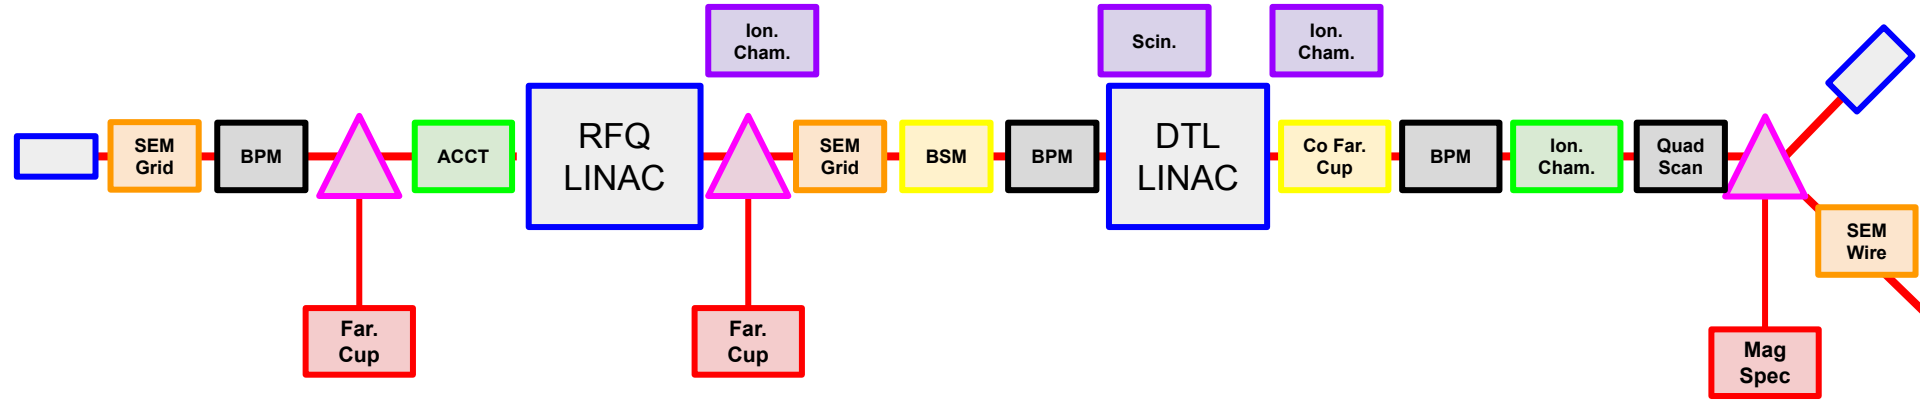 Ion.
Cham.
Scin.
Ion.
Cham.
SEM
Grid
BPM
ACCT
RFQ
LINAC
SEM
Grid
BSM
BPM
DTL
LINAC
Co Far.
Cup
BPM
Ion.
Cham.
Quad
Scan
SEM
Wire
Far.
Cup
Far.
Cup
Mag
Spec